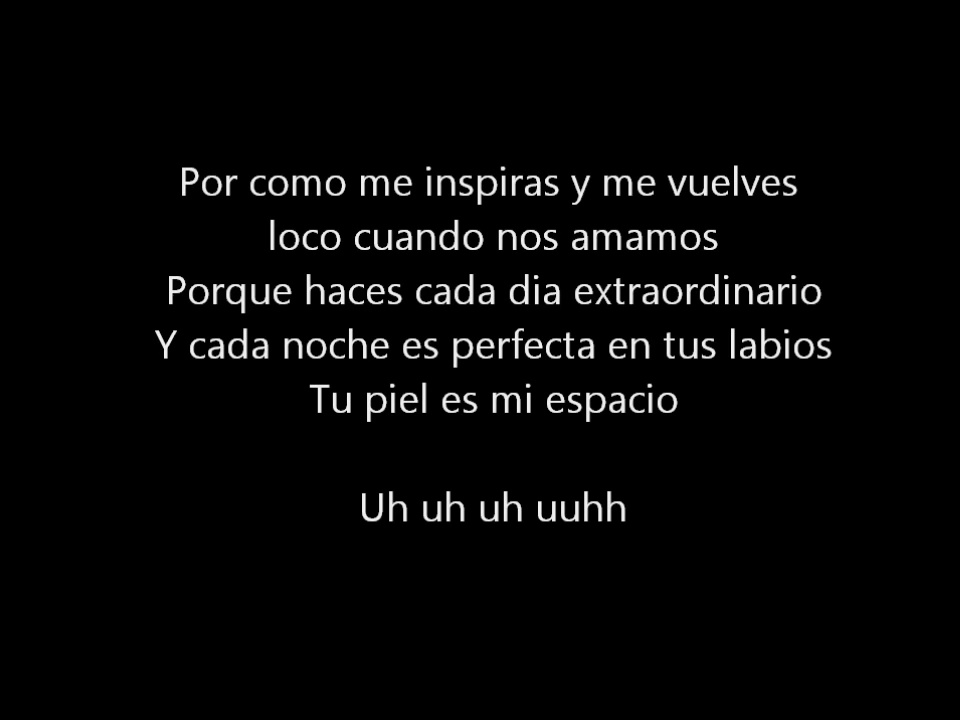 Por como me inspiras y me vuelves
loco cuando nos amamos
Porque haces cada dia extraordinario
Y cada noche es perfecta en tus labios
Tu piel es mi espacio
Uh uh uh uuhh